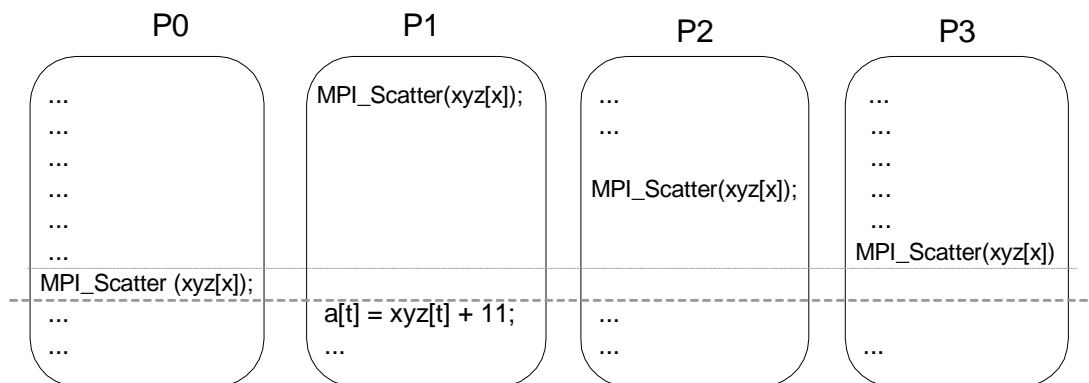 P0 P1 P2 P3
... MPI_Scatter(xyz[x]); ... ...
... ... ...
... ...
... MPI_Scatter(xyz[x]); ...
... ...
... MPI_Scatter(xyz[x])
MPI_Scatter (xyz[x]);
... a[t] = xyz[t] + 11; ...
... ... ... ...